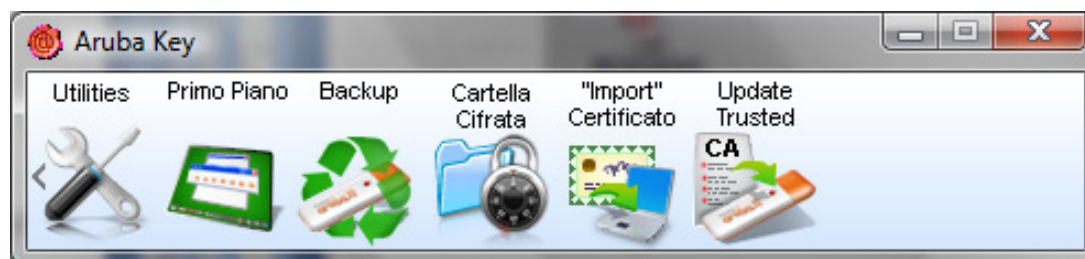 Aruba Key
Utilities
Primo Piano
Backup
Cartella
Cifrata
"Import"
Certificato
Update
Trusted
CA